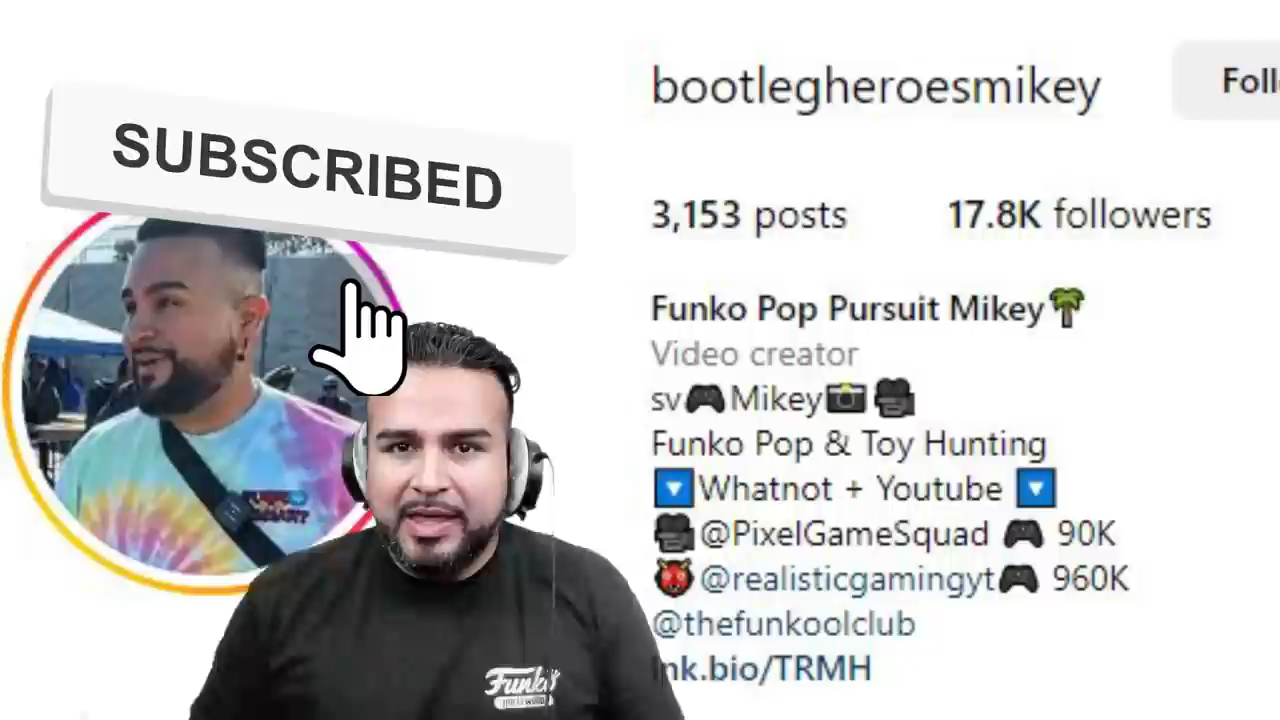 SUBSCRIBED
bootlegheroesmikey
3,153 posts 17.8K followers
Funko Pop Pursuit Mikey🌴
Video creator
sv🎮Mikey📸🎥
Funko Pop & Toy Hunting
🔽Whatnot + Youtube 🔽
🎥@PixelGameSquad 🎮 90K
👹@realisticgamingyt🎮 960K
@thefunkoolclub
nk.bio/TRMH
Funko